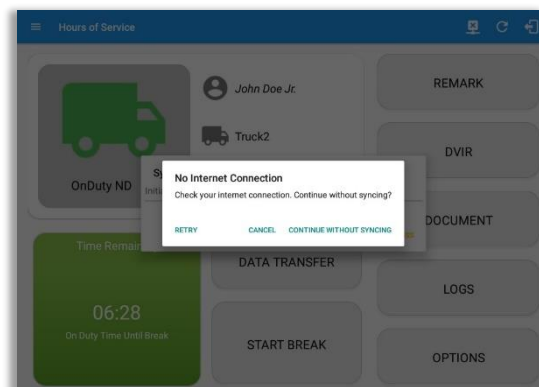 Hours of Service
John Doe Jr.
Truck2
OnDuty ND
REMARK
DVIR
DOCUMENT
LOGS
OPTIONS
No Internet Connection
Check your internet connection. Continue without syncing?
RETRY
CANCEL
CONTINUE WITHOUT SYNCING
Time Remain
06:28
On Duty Time Until Break
DATA TRANSFER
START BREAK